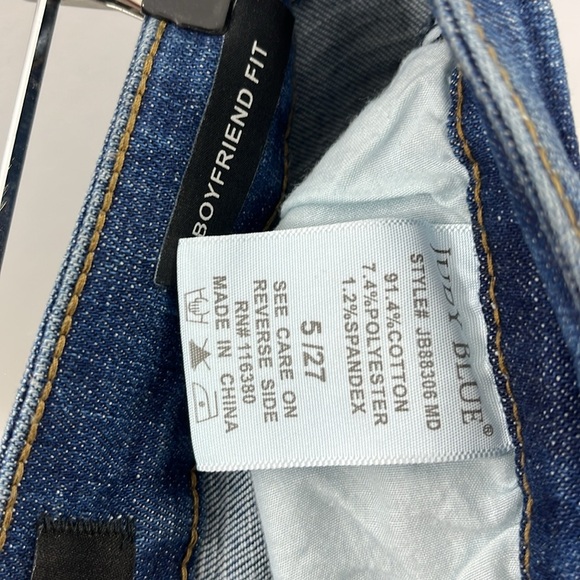 BOYFRIEND FIT
JUDY BLUE®
STYLE# JB88306 MD
91.4%COTTON
7.4%POLYESTER
1.2%SPANDEX
5 /27
SEE CARE ON
REVERSE SIDE
RN# 116380
MADE IN CHINA